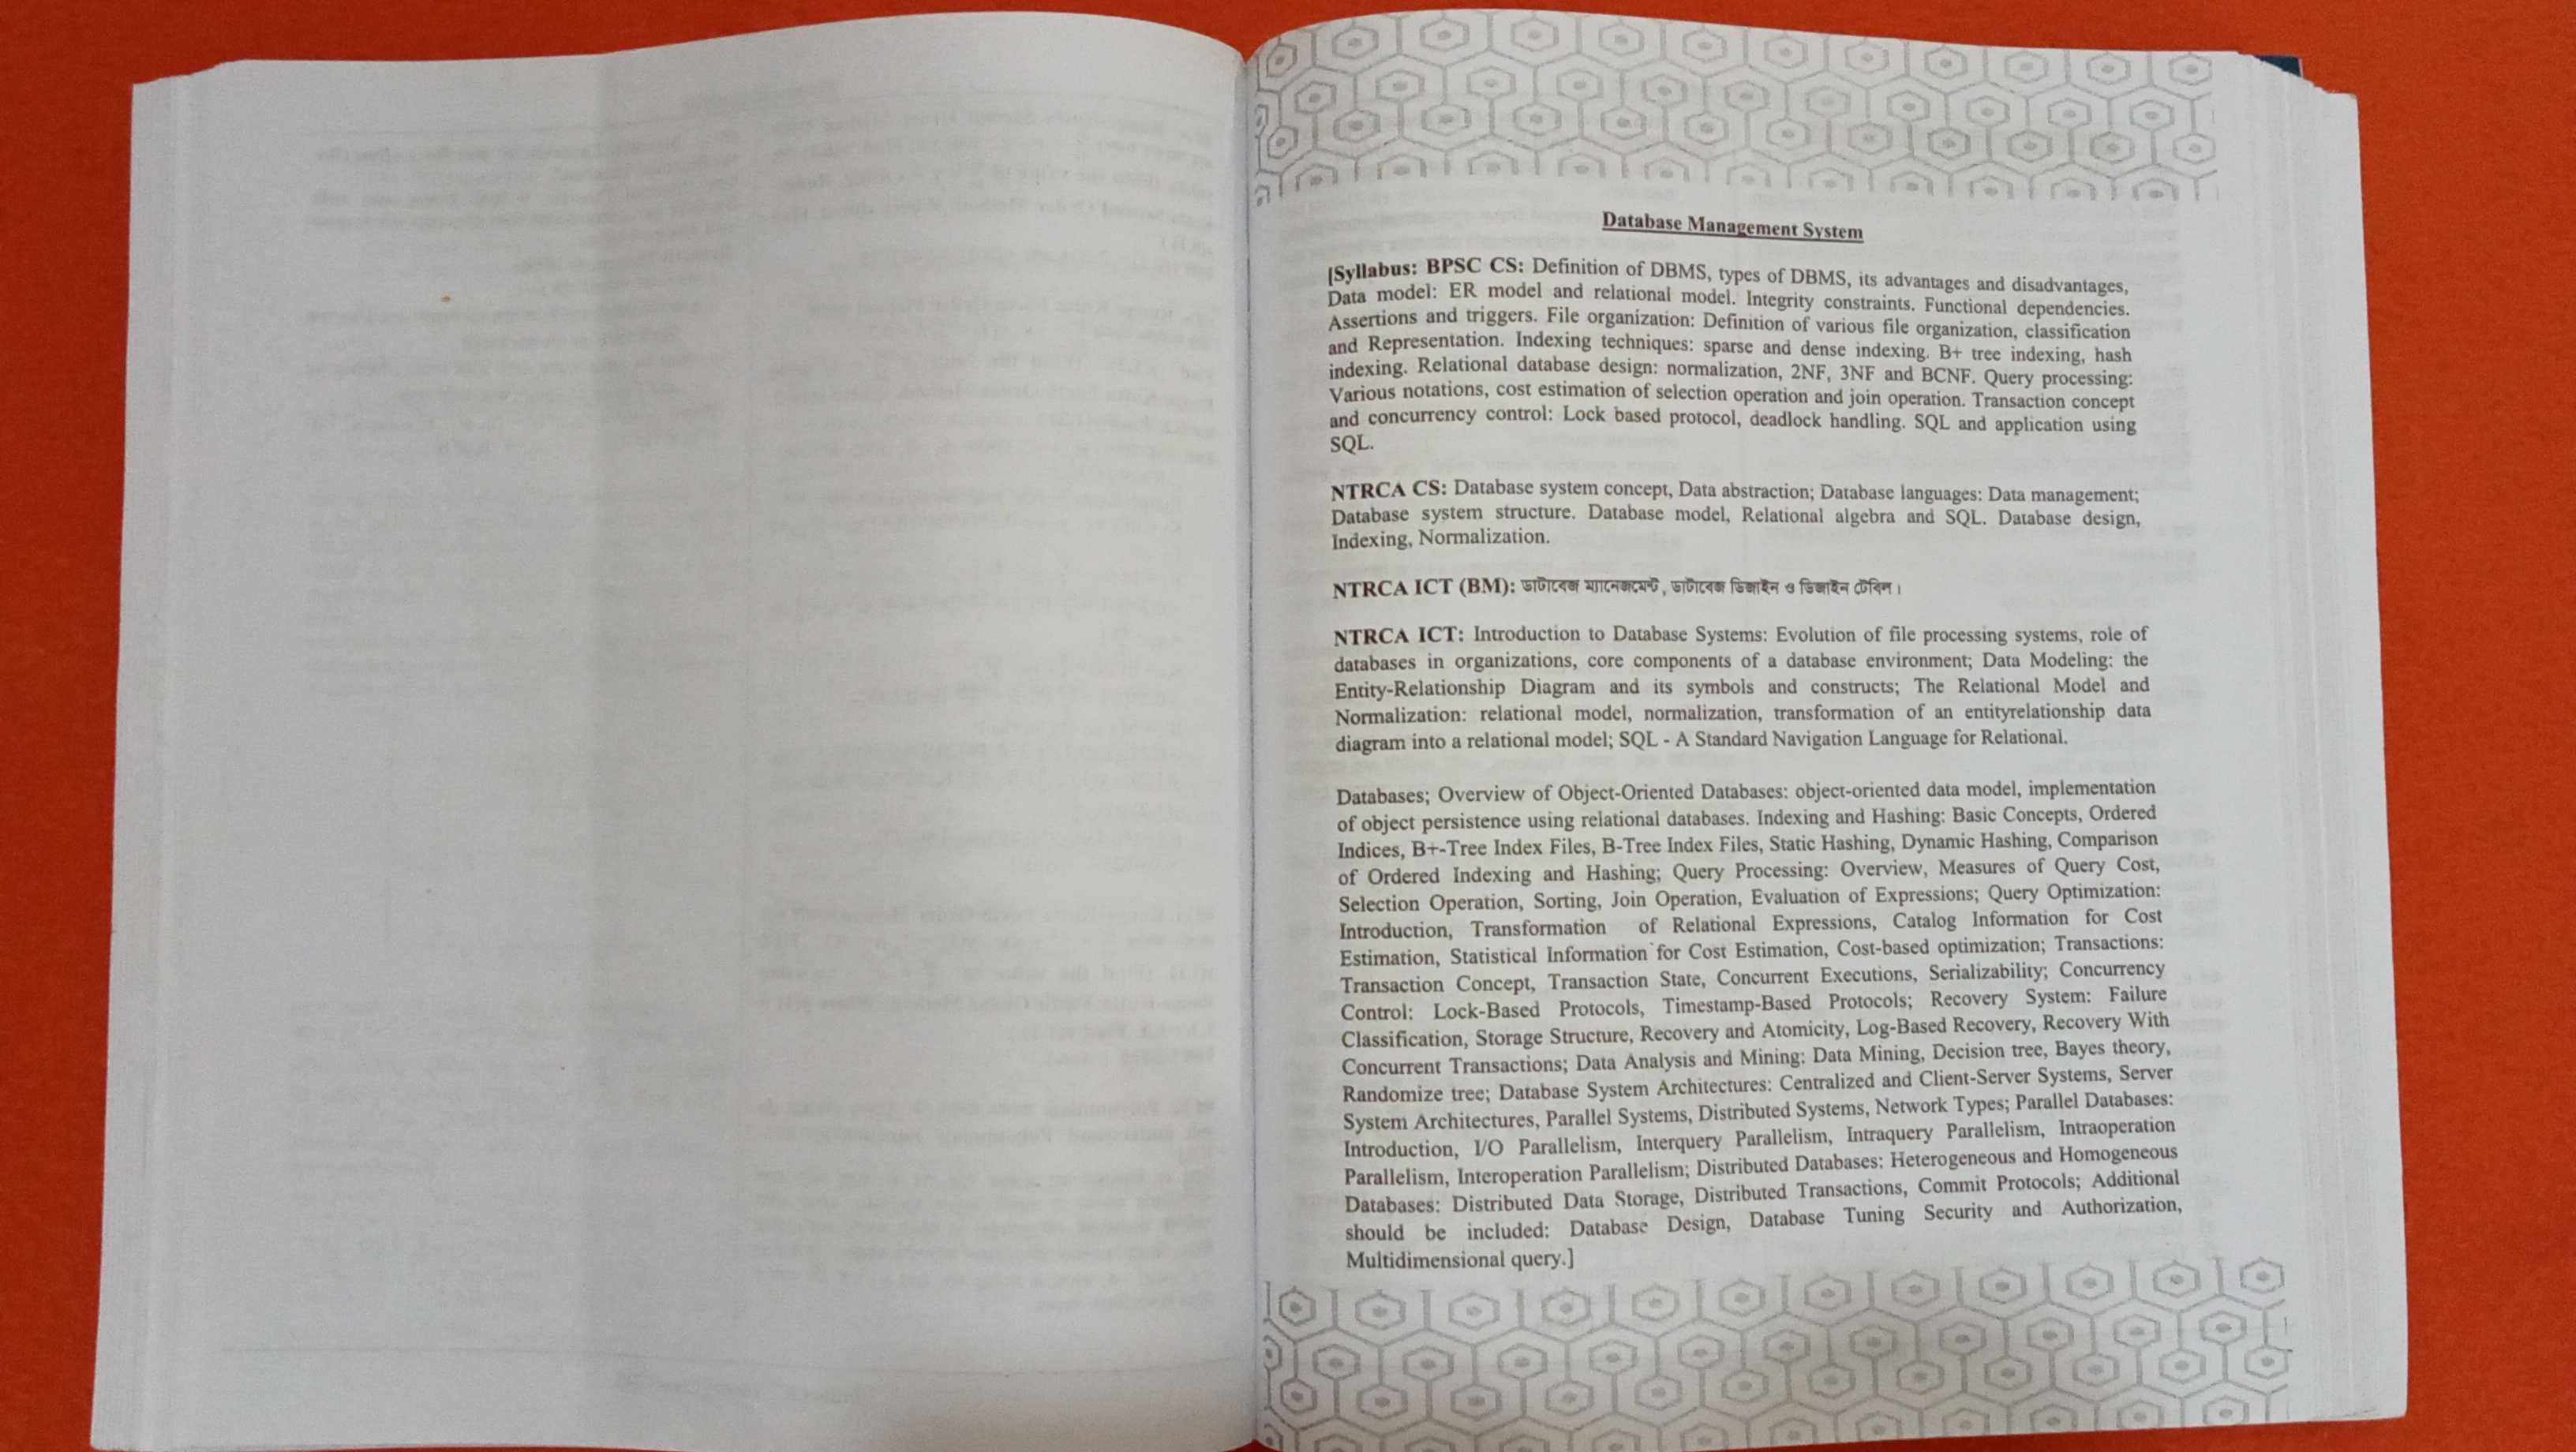 Database Management System
[Syllabus: BPSC CS: Definition of DBMS, types of DBMS, its advantages and disadvantages,
Data model: ER model and relational model. Integrity constraints. Functional dependencies.
Assertions and triggers. File organization: Definition of various file organization, classification
and Representation. Indexing techniques: sparse and dense indexing. B+ tree indexing, hash
indexing. Relational database design: normalization, 2NF, 3NF and BCNF. Query processing:
Various notations, cost estimation of selection operation and join operation. Transaction concept
and concurrency control: Lock based protocol, deadlock handling. SQL and application using
SQL.
NTRCA CS: Database system concept, Data abstraction; Database languages: Data management;
Database system structure. Database model, Relational algebra and SQL. Database design,
Indexing, Normalization.
NTRCA ICT (BM): ডাটাবেজ ম্যানেজমেন্ট, ডাটাবেজ ডিজাইন ও ডিজাইন টেবিল।
NTRCA ICT: Introduction to Database Systems: Evolution of file processing systems, role of
databases in organizations, core components of a database environment; Data Modeling: the
Entity-Relationship Diagram and its symbols and constructs; The Relational Model and
Normalization: relational model, normalization, transformation of an entityrelationship data
diagram into a relational model; SQL - A Standard Navigation Language for Relational.
Databases; Overview of Object-Oriented Databases: object-oriented data model, implementation
of object persistence using relational databases. Indexing and Hashing: Basic Concepts, Ordered
Indices, B+-Tree Index Files, B-Tree Index Files, Static Hashing, Dynamic Hashing, Comparison
of Ordered Indexing and Hashing; Query Processing: Overview, Measures of Query Cost,
Selection Operation, Sorting, Join Operation, Evaluation of Expressions; Query Optimization:
Introduction, Transformation of Relational Expressions, Catalog Information for Cost
Estimation, Statistical Information for Cost Estimation, Cost-based optimization; Transactions:
Transaction Concept, Transaction State, Concurrent Executions, Serializability; Concurrency
Control: Lock-Based Protocols, Timestamp-Based Protocols; Recovery System: Failure
Classification, Storage Structure, Recovery and Atomicity, Log-Based Recovery, Recovery With
Concurrent Transactions; Data Analysis and Mining: Data Mining, Decision tree, Bayes theory,
Randomize tree; Database System Architectures: Centralized and Client-Server Systems, Server
System Architectures, Parallel Systems, Distributed Systems, Network Types; Parallel Databases:
Introduction, I/O Parallelism, Interquery Parallelism, Intraquery Parallelism, Intraoperation
Parallelism, Interoperation Parallelism; Distributed Databases: Heterogeneous and Homogeneous
Databases: Distributed Data Storage, Distributed Transactions, Commit Protocols; Additional
should be included: Database Design, Database Tuning Security and Authorization,
Multidimensional query.]